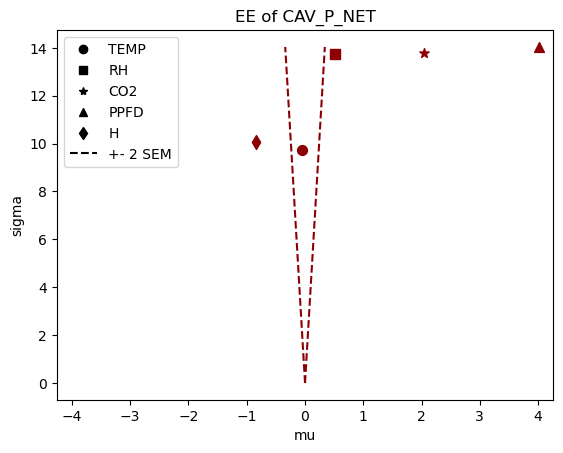 EE of CAV_P_NET
TEMP
RH
CO2
PPFD
H
+- 2 SEM
14
12
10
8
6
4
2
0
sigma
−4
−3
−2
−1
0
1
2
3
4
mu